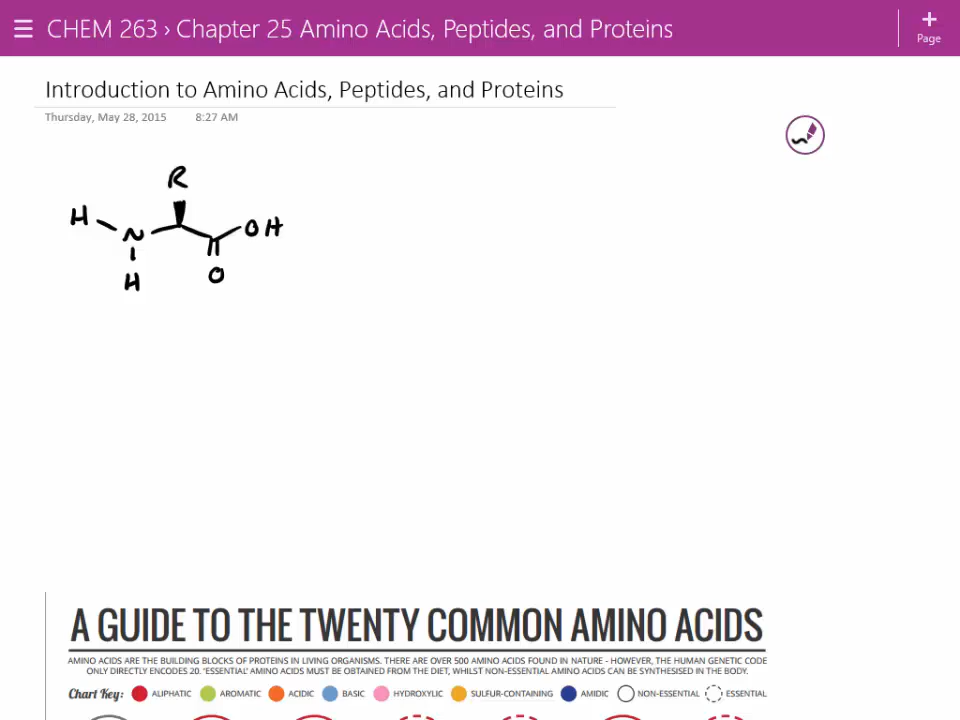 CHEM 263 › Chapter 25 Amino Acids, Peptides, and Proteins
Page
Introduction to Amino Acids, Peptides, and Proteins
Thursday, May 28, 2015 8:27 AM
R
H N OH
H O
A GUIDE TO THE TWENTY COMMON AMINO ACIDS
AMINO ACIDS ARE THE BUILDING BLOCKS OF PROTEINS IN LIVING ORGANISMS. THERE ARE OVER 500 AMINO ACIDS FOUND IN NATURE - HOWEVER, THE HUMAN GENETIC CODE
ONLY DIRECTLY ENCODES 20. 'ESSENTIAL' AMINO ACIDS MUST BE OBTAINED FROM THE DIET, WHILST NON-ESSENTIAL AMINO ACIDS CAN BE SYNTHESISED IN THE BODY.
Chart Key: ALIPHATIC AROMATIC ACIDIC BASIC HYDROXYLIC SULFUR-CONTAINING AMIDIC NON-ESSENTIAL ESSENTIAL